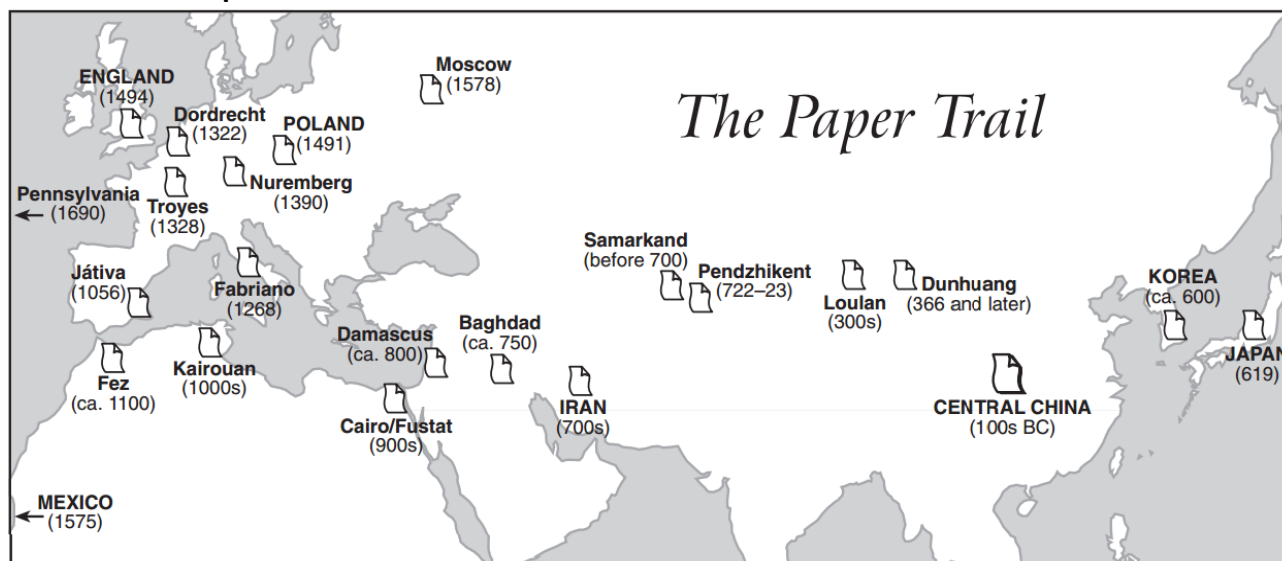 The Paper Trail
ENGLAND
(1494)
Dordrecht
(1322)
POLAND
(1491)
Moscow
(1578)
Pennsylvania
(1690)
Troyes
(1328)
Nuremberg
(1390)
Játiva
(1056)
Fabriano
(1268)
Samarkand
(before 700)
Pendzhikent
(722–23)
Loulan
(300s)
Dunhuang
(366 and later)
KOREA
(ca. 600)
JAPAN
(619)
Fez
(ca. 1100)
Kairouan
(1000s)
Damascus
(ca. 800)
Baghdad
(ca. 750)
Cairo/Fustat
(900s)
IRAN
(700s)
CENTRAL CHINA
(100s BC)
MEXICO
(1575)